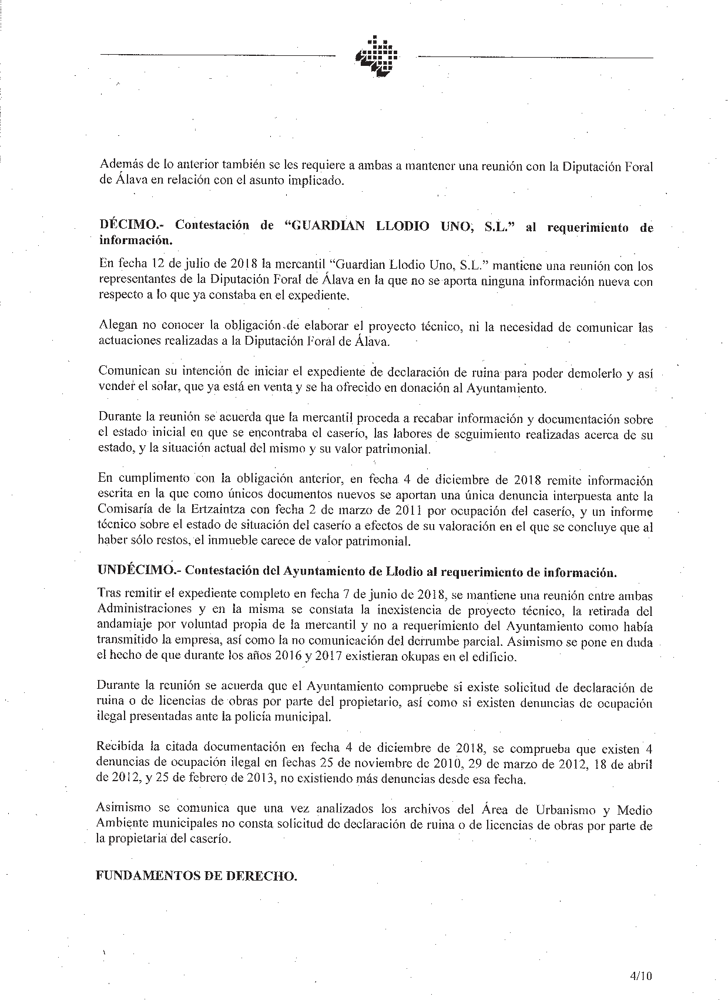 Además de lo anterior también se les requiere a ambas a mantener una reunión con la Diputación Foral
de Álava en relación con el asunto implicado.
DÉCIMO.- Contestación de “GUARDIAN LLODIO UNO, S.L.” al requerimiento de
información.
En fecha 12 de julio de 2018 la mercantil “Guardian Llodio Uno, S.L.” mantiene una reunión con los
representantes de la Diputación Foral de Álava en la que no se aporta ninguna información nueva con
respecto a lo que ya constaba en el expediente.
Alegan no conocer la obligación de elaborar el proyecto técnico, ni la necesidad de comunicar las
actuaciones realizadas a la Diputación Foral de Álava.
Comunican su intención de iniciar el expediente de declaración de ruina para poder demolerlo y así
vender el solar, que ya está en venta y se ha ofrecido en donación al Ayuntamiento.
Durante la reunión se acuerda que la mercantil proceda a recabar información y documentación sobre
el estado inicial en que se encontraba el caserío, las labores de seguimiento realizadas acerca de su
estado, y la situación actual del mismo y su valor patrimonial.
En cumplimento con la obligación anterior, en fecha 4 de diciembre de 2018 remite información
escrita en la que como únicos documentos nuevos se aportan una única denuncia interpuesta ante la
Comisaría de la Ertzaintza con fecha 2 de marzo de 2011 por ocupación del caserío, y un informe
técnico sobre el estado de situación del caserío a efectos de su valoración en el que se concluye que al
haber sólo restos, el inmueble carece de valor patrimonial.
UNDÉCIMO.- Contestación del Ayuntamiento de Llodio al requerimiento de información.
Tras remitir el expediente completo en fecha 7 de junio de 2018, se mantiene una reunión entre ambas
Administraciones y en la misma se constata la inexistencia de proyecto técnico, la retirada del
andamiaje por voluntad propia de la mercantil y no a requerimiento del Ayuntamiento como había
transmitido la empresa, así como la no comunicación del derrumbe parcial. Asimismo se pone en duda
el hecho de que durante los años 2016 y 2017 existieran okupas en el edificio.
Durante la reunión se acuerda que el Ayuntamiento compruebe si existe solicitud de declaración de
ruina o de licencias de obras por parte del propietario, así como si existen denuncias de ocupación
ilegal presentadas ante la policía municipal.
Recibida la citada documentación en fecha 4 de diciembre de 2018, se comprueba que existen 4
denuncias de ocupación ilegal en fechas 25 de noviembre de 2010, 29 de marzo de 2012, 18 de abril
de 2012, y 25 de febrero de 2013, no existiendo más denuncias desde esa fecha.
Asimismo se comunica que una vez analizados los archivos del Área de Urbanismo y Medio
Ambiente municipales no consta solicitud de declaración de ruina o de licencias de obras por parte de
la propietaria del caserío.
FUNDAMENTOS DE DERECHO.
4/10